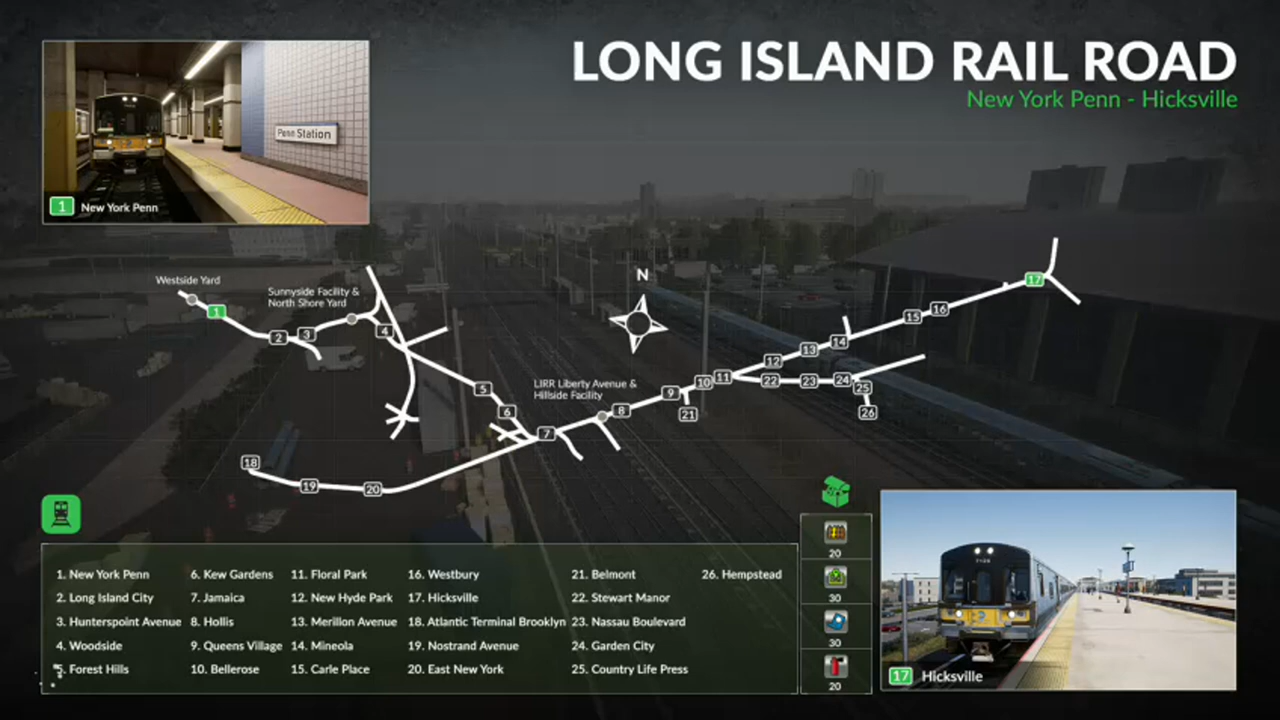 LONG ISLAND RAIL ROAD
New York Penn - Hicksville
Penn Station
1 New York Penn
N
Westside Yard
Sunnyside Facility &
North Shore Yard
LIRR Liberty Avenue &
Hillside Facility
1
2
3
4
5
6
7
8
9
10
11
12
13
14
15
16
17
18
19
20
21
22
23
24
25
26
1. New York Penn
2. Long Island City
3. Hunterspoint Avenue
4. Woodside
5. Forest Hills
6. Kew Gardens
7. Jamaica
8. Hollis
9. Queens Village
10. Bellerose
11. Floral Park
12. New Hyde Park
13. Merillon Avenue
14. Mineola
15. Carle Place
16. Westbury
17. Hicksville
18. Atlantic Terminal Brooklyn
19. Nostrand Avenue
20. East New York
21. Belmont
22. Stewart Manor
23. Nassau Boulevard
24. Garden City
25. Country Life Press
26. Hempstead
20
30
30
20
17 Hicksville